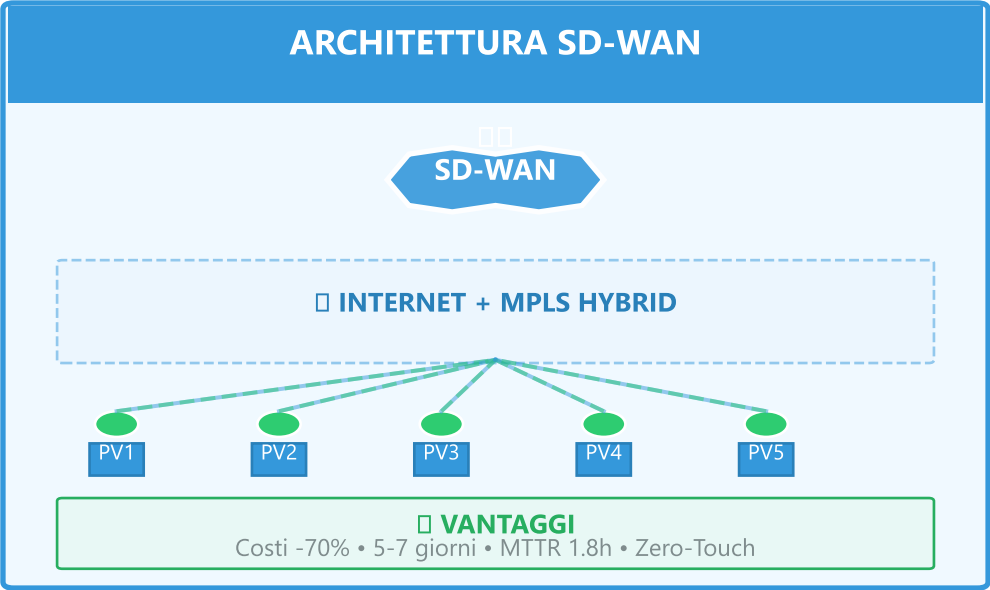 ARCHITETTURA SD-WAN
SD-WAN
INTERNET + MPLS HYBRID
PV1 PV2 PV3 PV4 PV5
VANTAGGI
Costi -70% • 5-7 giorni • MTTR 1.8h • Zero-Touch